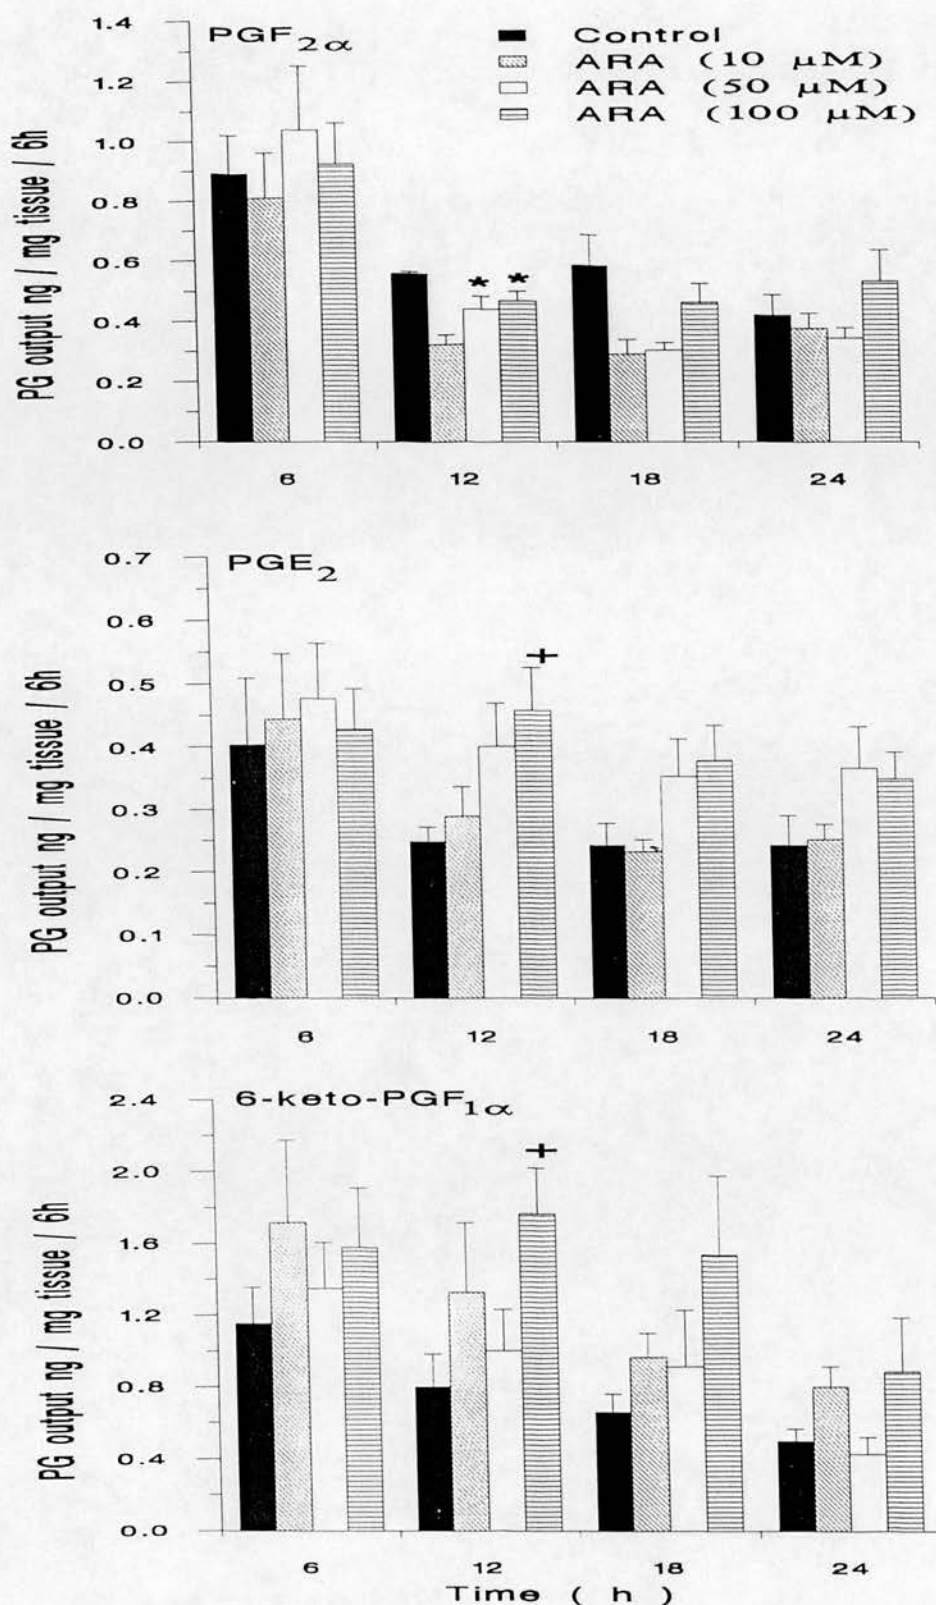 PGF2α
Control
ARA (10 μM)
ARA (50 μM)
ARA (100 μM)
PG output ng / mg tissue / 6h
1.4
1.2
1.0
0.8
0.6
0.4
0.2
0.0
* *
6 12 18 24
PGE2
PG output ng / mg tissue / 6h
0.7
0.6
0.5
0.4
0.3
0.2
0.1
0.0
+
6 12 18 24
6-keto-PGF1α
PG output ng / mg tissue / 6h
2.4
2.0
1.6
1.2
0.8
0.4
0.0
+
6 12 18 24
Time ( h )